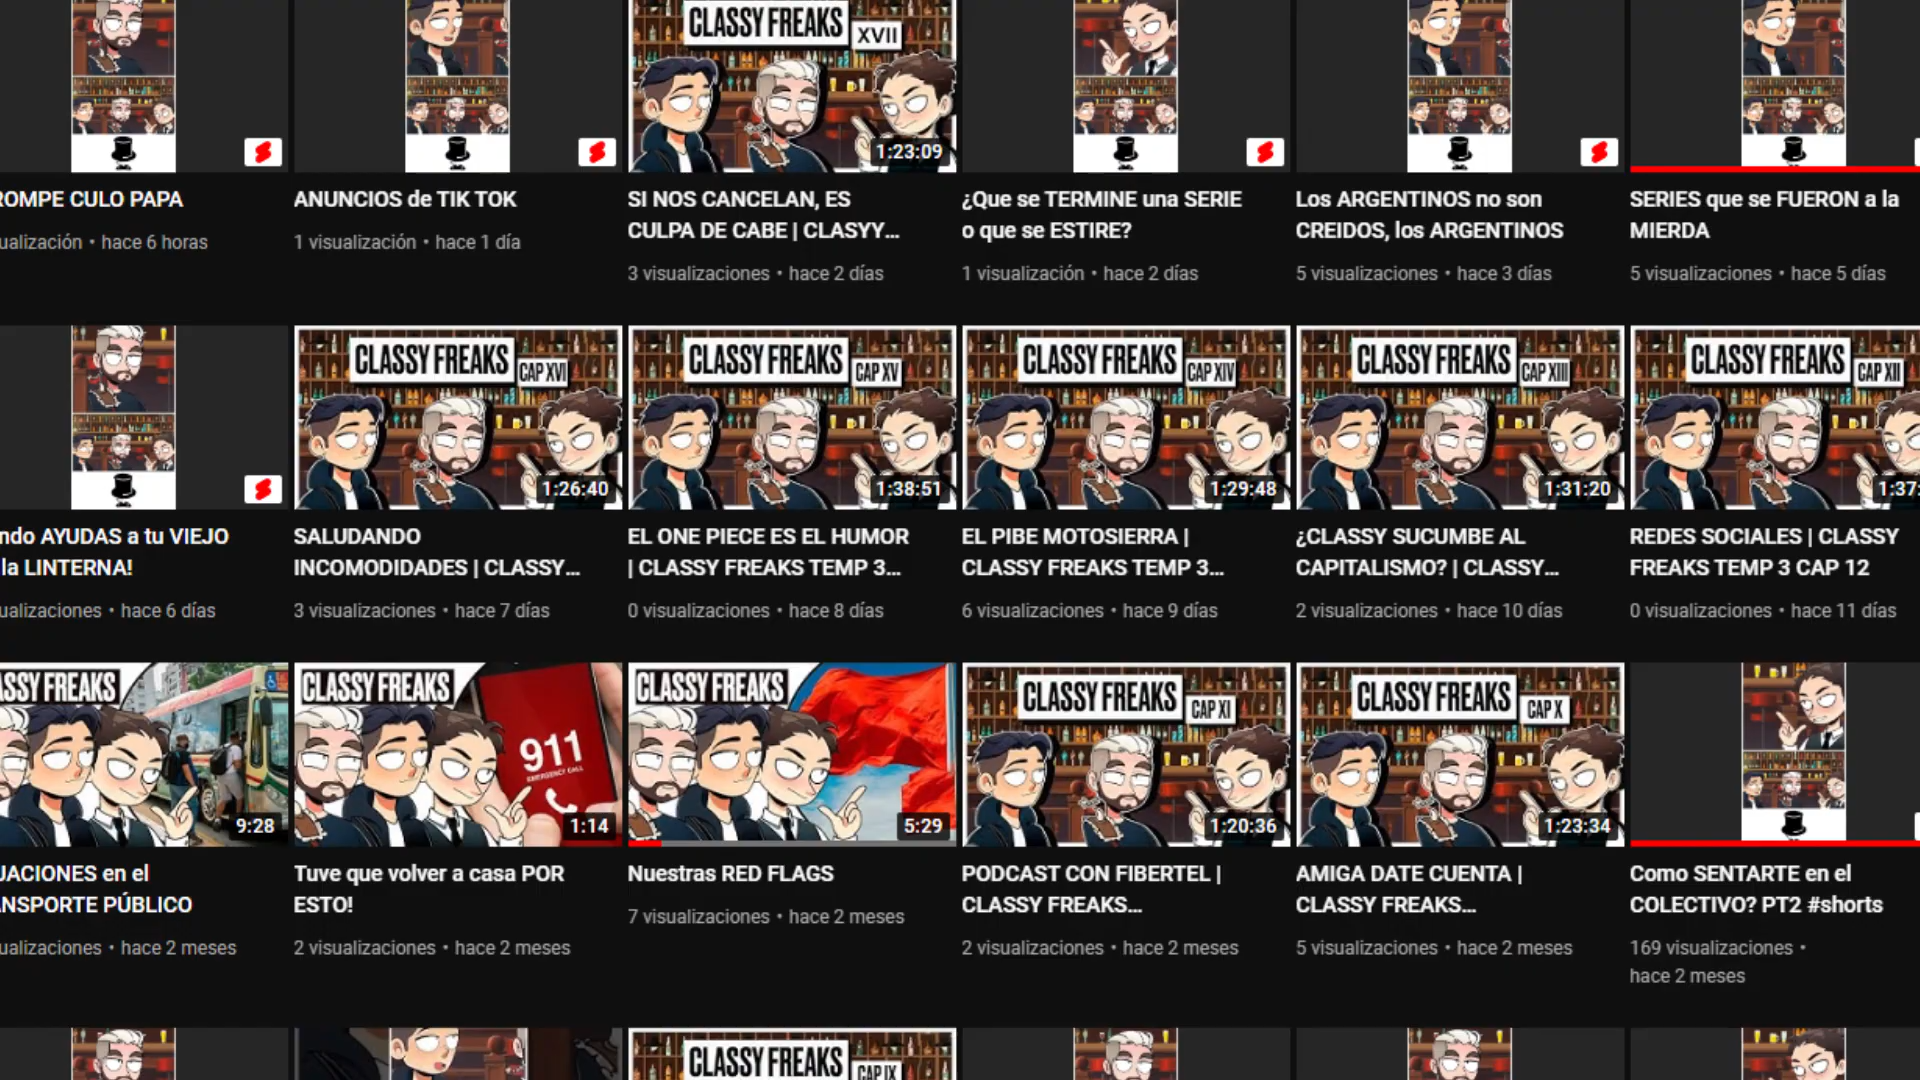 CLASSY FREAKS
XVII
1:23:09
ROMPE CULO PAPA
ualización • hace 6 horas
ANUNCIOS de TIK TOK
1 visualización • hace 1 día
SI NOS CANCELAN, ES
CULPA DE CABE | CLASYY...
3 visualizaciones • hace 2 días
¿Que se TERMINE una SERIE
o que se ESTIRE?
1 visualización • hace 2 días
Los ARGENTINOS no son
CREIDOS, los ARGENTINOS
5 visualizaciones • hace 3 días
SERIES que se FUERON a la
MIERDA
5 visualizaciones • hace 5 días
CLASSY FREAKS
CAP XVI
1:26:40
CLASSY FREAKS
CAP XV
1:38:51
CLASSY FREAKS
CAP XIV
1:29:48
CLASSY FREAKS
CAP XIII
1:31:20
CLASSY FREAKS
CAP XII
1:37:
ndo AYUDAS a tu VIEJO
la LINTERNA!
ualizaciones • hace 6 días
SALUDANDO
INCOMODIDADES | CLASSY...
3 visualizaciones • hace 7 días
EL ONE PIECE ES EL HUMOR
| CLASSY FREAKS TEMP 3...
0 visualizaciones • hace 8 días
EL PIBE MOTOSIERRA |
CLASSY FREAKS TEMP 3...
6 visualizaciones • hace 9 días
¿CLASSY SUCUMBE AL
CAPITALISMO? | CLASSY...
2 visualizaciones • hace 10 días
REDES SOCIALES | CLASSY
FREAKS TEMP 3 CAP 12
0 visualizaciones • hace 11 días
ASSY FREAKS
9:28
CLASSY FREAKS
911
EMERGENCY CALL
1:14
CLASSY FREAKS
5:29
CLASSY FREAKS
CAP XI
1:20:36
CLASSY FREAKS
CAP X
1:23:34
UACIONES en el
ANSPORTE PÚBLICO
ualizaciones • hace 2 meses
Tuve que volver a casa POR
ESTO!
2 visualizaciones • hace 2 meses
Nuestras RED FLAGS
7 visualizaciones • hace 2 meses
PODCAST CON FIBERTEL |
CLASSY FREAKS...
2 visualizaciones • hace 2 meses
AMIGA DATE CUENTA |
CLASSY FREAKS...
5 visualizaciones • hace 2 meses
Como SENTARTE en el
COLECTIVO? PT2 #shorts
169 visualizaciones •
hace 2 meses
CLASSY FREAKS
CAP IX